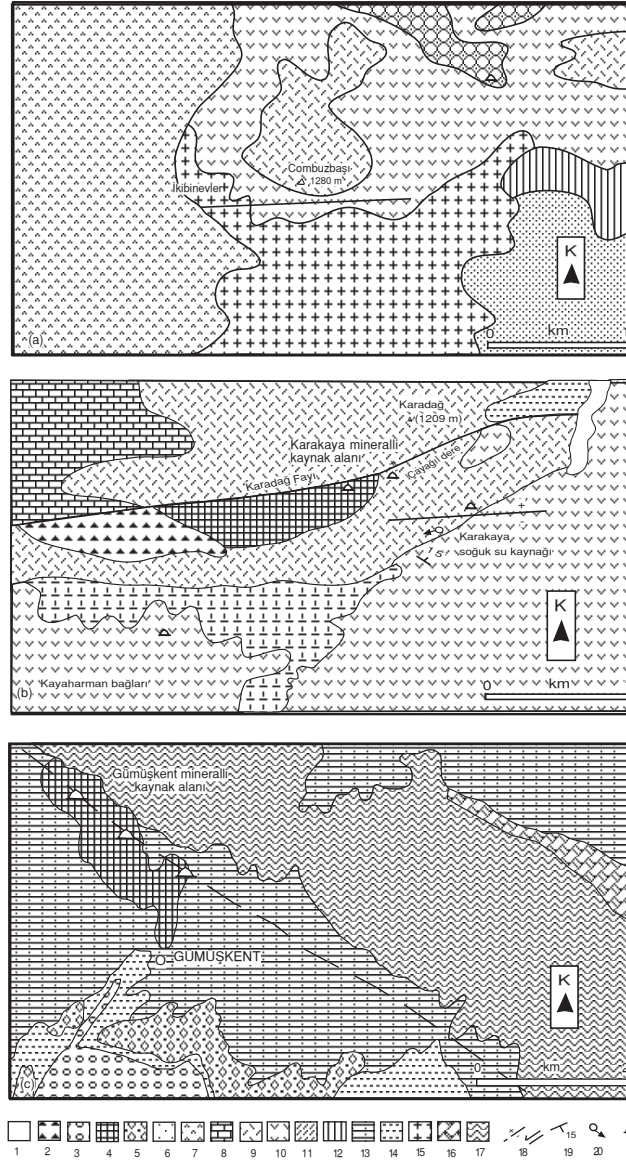 Combuzbaşı
1280 m
İkibinevler
K
km
0
(a)
Karadağ
(1209 m)
Karakaya mineralli
kaynak alanı
Karadağ Fayı
Çayağıl dere
+
-
Karakaya
soğuk su kaynağı
15
K
km
0
Kayaharman bağları
(b)
Gümüşkent mineralli
kaynak alanı
GÜMÜŞKENT
K
km
0
(c)
15
1 2 3 4 5 6 7 8 9 10 11 12 13 14 15 16 17 18 19 20